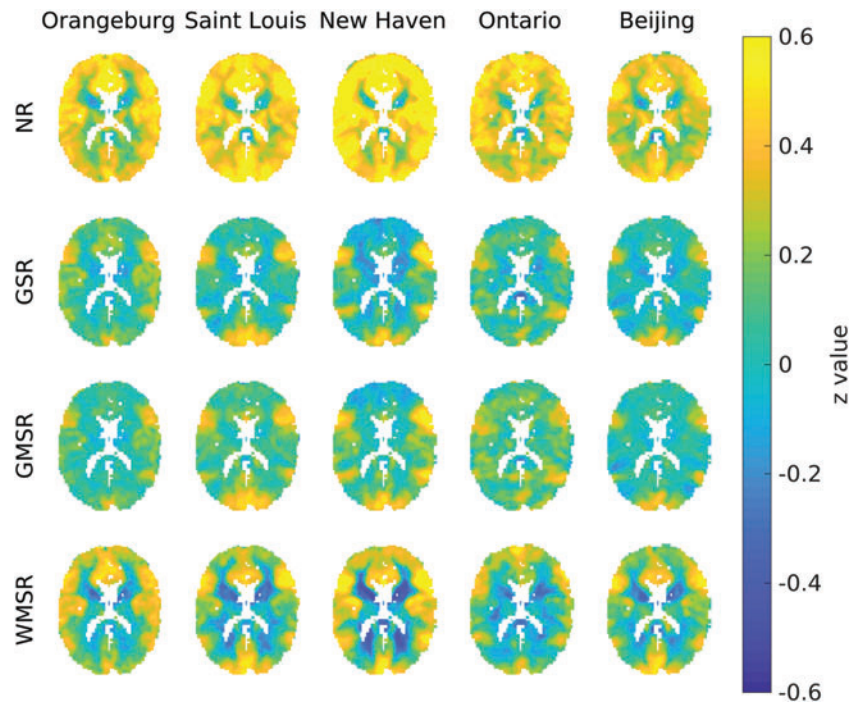 Orangeburg Saint Louis New Haven Ontario Beijing
NR
GSR
GMSR
WMSR
0.6
0.4
0.2
0
-0.2
-0.4
-0.6
z value